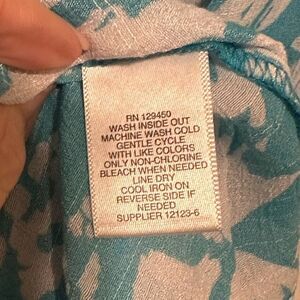 RN 129450
WASH INSIDE OUT
MACHINE WASH COLD
GENTLE CYCLE
WITH LIKE COLORS
ONLY NON-CHLORINE
BLEACH WHEN NEEDED
LINE DRY
COOL IRON ON
REVERSE SIDE IF
NEEDED
SUPPLIER 12123-6